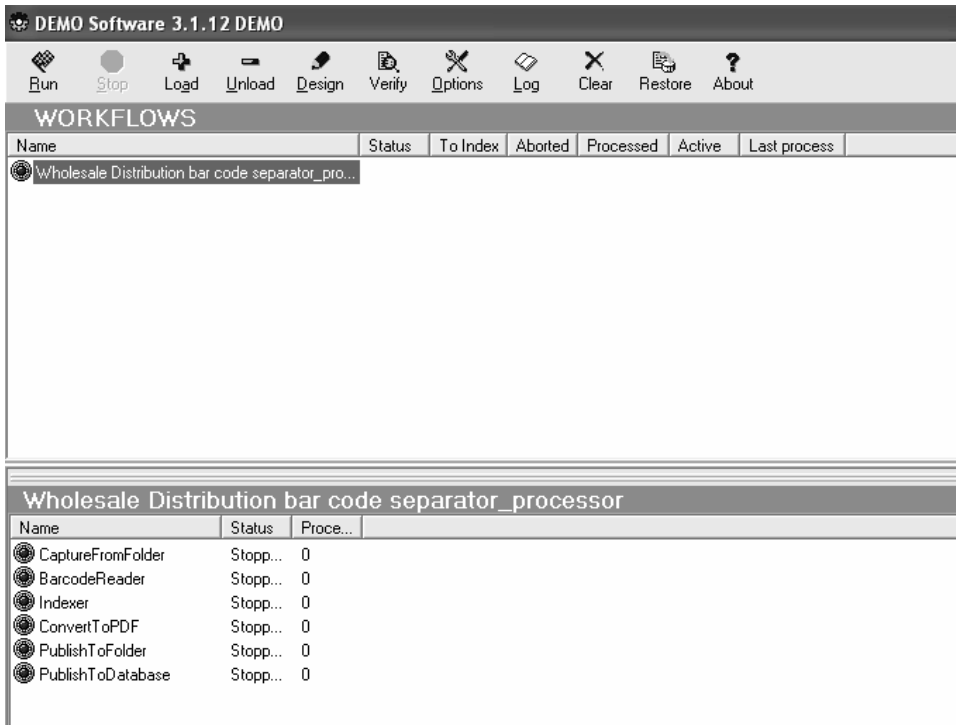 DEMO Software 3.1.12 DEMO
Run Stop Load Unload Design Verify Options Log Clear Restore About
WORKFLOWS
Name Status To Index Aborted Processed Active Last process
Wholesale Distribution bar code separator_pro...
Wholesale Distribution bar code separator_processor
Name Status Proce...
CaptureFromFolder Stopp... 0
BarcodeReader Stopp... 0
Indexer Stopp... 0
ConvertToPDF Stopp... 0
PublishToFolder Stopp... 0
PublishToDatabase Stopp... 0